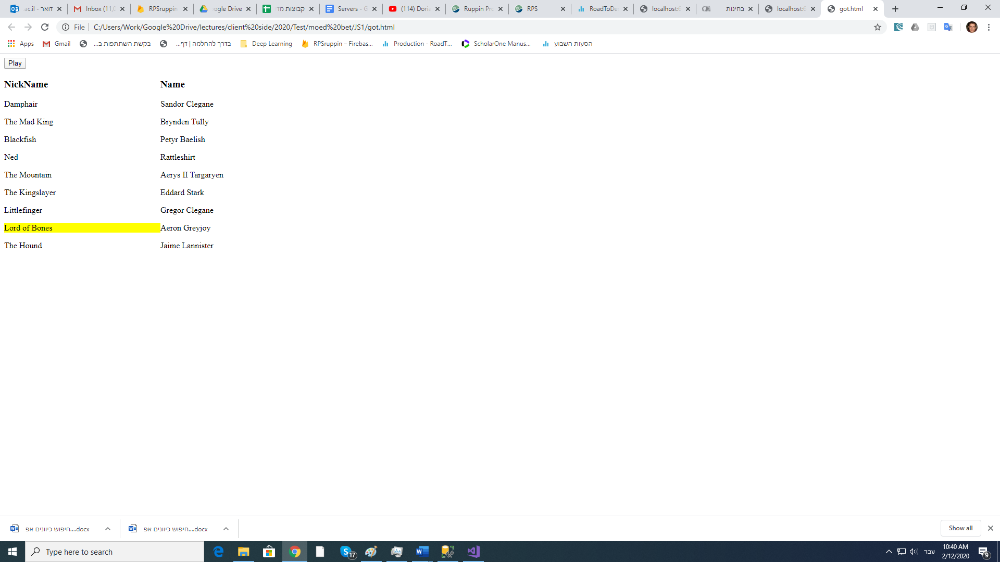 דואר - ac.il
Inbox (11,
RPSruppin
ogle Drive
קבוצות מדו
Servers - G
(114) Doria
Ruppin Pro
RPS
RoadToDe
localhost:6
CM
בחינות
localhost:6
got.html
File
C:/Users/Work/Google%20Drive/lectures/client%20side/2020/Test/moed%20bet/JS1/got.html
Apps
Gmail
בקשת השתתפות ב...
בדרך להחלמה | דף...
Deep Learning
RPSruppin – Firebas...
Production - RoadT...
ScholarOne Manus...
הסעות השבוע
Play
NickName Name
Damphair Sandor Clegane
The Mad King Brynden Tully
Blackfish Petyr Baelish
Ned Rattleshirt
The Mountain Aerys II Targaryen
The Kingslayer Eddard Stark
Littlefinger Gregor Clegane
Lord of Bones Aeron Greyjoy
The Hound Jaime Lannister
חיפוש כיוונים אפ....docx
חיפוש כיוונים אפ....docx
Show all
Type here to search
17
עבר
10:40 AM
2/12/2020
9